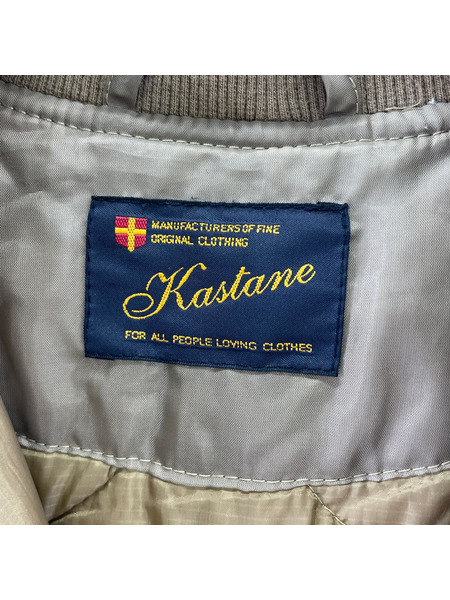 MANUFACTURERS OF FINE
ORIGINAL CLOTHING
Kastane
FOR ALL PEOPLE LOVING CLOTHES